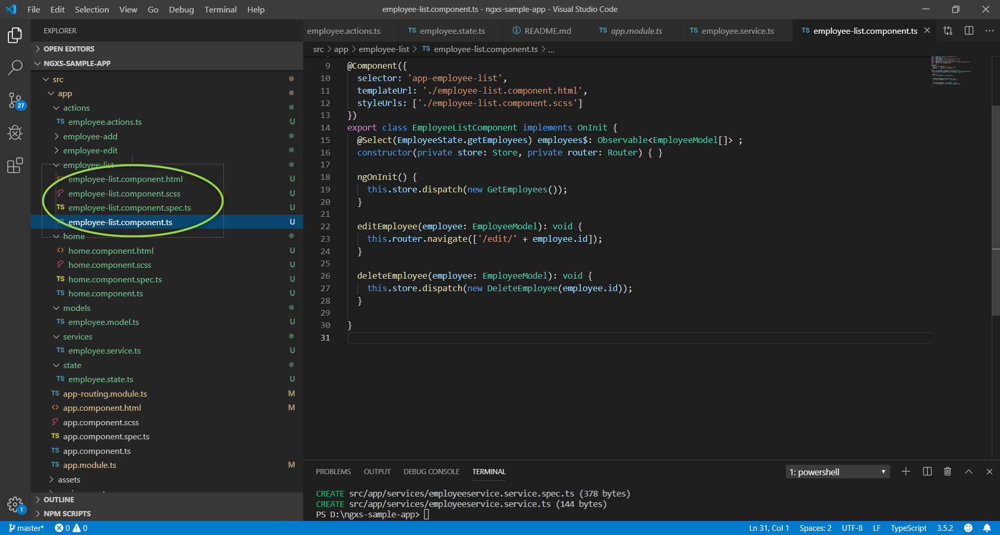 File Edit Selection View Go Debug Terminal Help
employee-list.component.ts - ngxs-sample-app - Visual Studio Code
EXPLORER
OPEN EDITORS
NGXS-SAMPLE-APP
src
app
actions
TS employee.actions.ts U
employee-add
employee-edit
employee-list
<> employee-list.component.html U
employee-list.component.scss U
TS employee-list.component.spec.ts U
TS employee-list.component.ts U
home
<> home.component.html U
home.component.scss U
TS home.component.spec.ts U
TS home.component.ts U
models
TS employee.model.ts U
services
TS employee.service.ts U
state
TS employee.state.ts U
TS app-routing.module.ts M
<> app.component.html M
app.component.scss
TS app.component.spec.ts
TS app.component.ts
TS app.module.ts M
assets
OUTLINE
NPM SCRIPTS
27
1
employee.actions.ts TS employee.state.ts README.md TS app.module.ts TS employee.service.ts TS employee-list.component.ts
src > app > employee-list > TS employee-list.component.ts > ...
9 @Component({
10 selector: 'app-employee-list',
11 templateUrl: './employee-list.component.html',
12 styleUrls: ['./employee-list.component.scss']
13 })
14 export class EmployeeListComponent implements OnInit {
15 @Select(EmployeeState.getEmployees) employees$: Observable<EmployeeModel[]> ;
16 constructor(private store: Store, private router: Router) { }
17
18 ngOnInit() {
19 this.store.dispatch(new GetEmployees());
20 }
21
22 editEmployee(employee: EmployeeModel): void {
23 this.router.navigate(['/edit/' + employee.id]);
24 }
25
26 deleteEmployee(employee: EmployeeModel): void {
27 this.store.dispatch(new DeleteEmployee(employee.id));
28 }
29
30 }
31
PROBLEMS OUTPUT DEBUG CONSOLE TERMINAL 1: powershell
CREATE src/app/services/employeeservice.service.spec.ts (378 bytes)
CREATE src/app/services/employeeservice.service.ts (144 bytes)
PS D:\ngxs-sample-app>
master* 0 0 Ln 31, Col 1 Spaces: 2 UTF-8 LF TypeScript 3.5.2